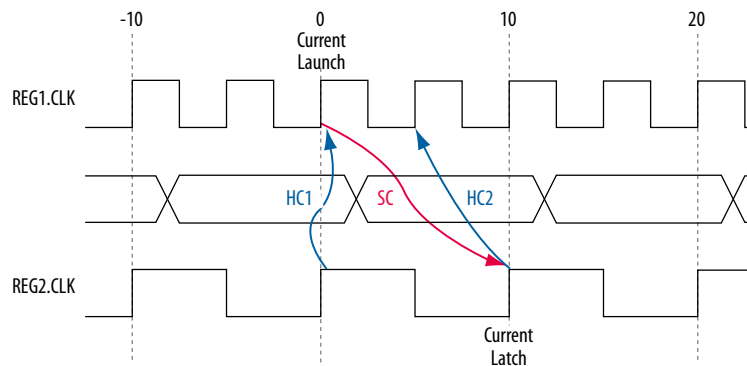 -10 0 10 20
Current
Launch
REG1.CLK
HC1 SC HC2
REG2.CLK
Current
Latch